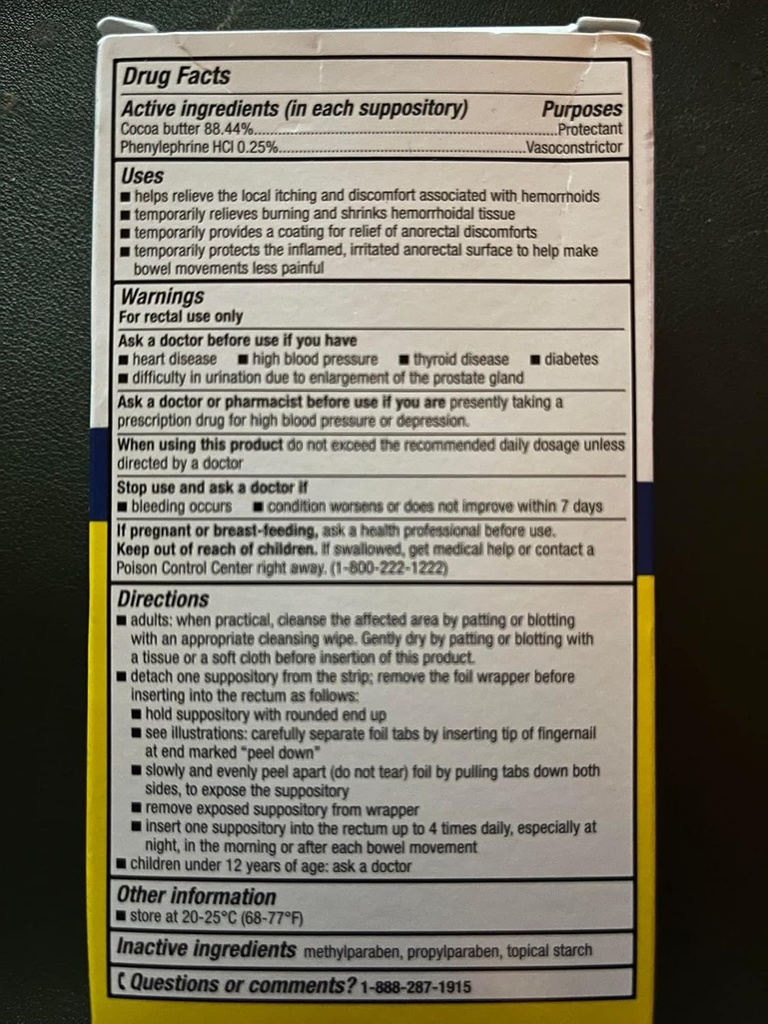 Drug Facts
Active ingredients (in each suppository) Purposes
Cocoa butter 88.44%..........Protectant
Phenylephrine HCl 0.25%..........Vasoconstrictor
Uses
■ helps relieve the local itching and discomfort associated with hemorrhoids
■ temporarily relieves burning and shrinks hemorrhoidal tissue
■ temporarily provides a coating for relief of anorectal discomforts
■ temporarily protects the inflamed, irritated anorectal surface to help make
bowel movements less painful
Warnings
For rectal use only
Ask a doctor before use if you have
■ heart disease ■ high blood pressure ■ thyroid disease ■ diabetes
■ difficulty in urination due to enlargement of the prostate gland
Ask a doctor or pharmacist before use if you are presently taking a
prescription drug for high blood pressure or depression.
When using this product do not exceed the recommended daily dosage unless
directed by a doctor
Stop use and ask a doctor if
■ bleeding occurs ■ condition worsens or does not improve within 7 days
If pregnant or breast-feeding, ask a health professional before use.
Keep out of reach of children. If swallowed, get medical help or contact a
Poison Control Center right away. (1-800-222-1222)
Directions
■ adults: when practical, cleanse the affected area by patting or blotting
with an appropriate cleansing wipe. Gently dry by patting or blotting with
a tissue or a soft cloth before insertion of this product.
■ detach one suppository from the strip; remove the foil wrapper before
inserting into the rectum as follows:
■ hold suppository with rounded end up
■ see illustrations: carefully separate foil tabs by inserting tip of fingernail
at end marked "peel down"
■ slowly and evenly peel apart (do not tear) foil by pulling tabs down both
sides, to expose the suppository
■ remove exposed suppository from wrapper
■ insert one suppository into the rectum up to 4 times daily, especially at
night, in the morning or after each bowel movement
■ children under 12 years of age: ask a doctor
Other information
■ store at 20-25°C (68-77°F)
Inactive ingredients methylparaben, propylparaben, topical starch
Questions or comments? 1-888-287-1915